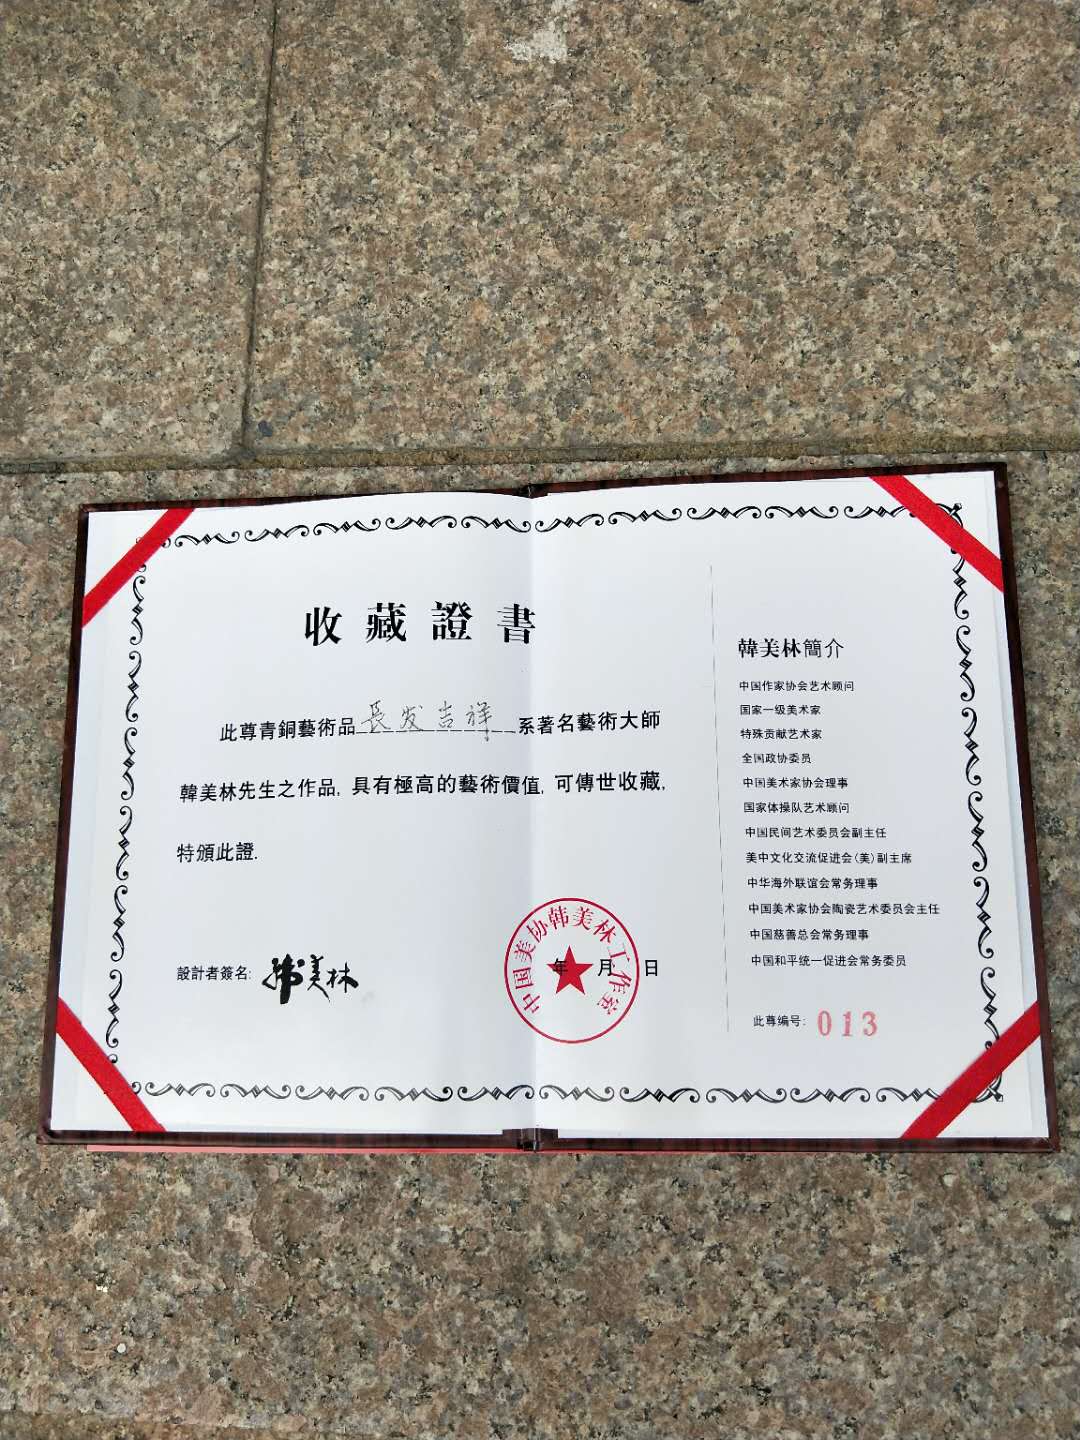 收藏證書
此尊青銅藝術品 長发吉祥 系著名藝術大師
韓美林先生之作品, 具有極高的藝術價值, 可傳世收藏,
特頒此證.
設計者簽名: 韩美林
年 月 日
中国美协韩美林工作室
韓美林簡介
中国作家协会艺术顾问
国家一级美术家
特殊贡献艺术家
全国政协委员
中国美术家协会理事
国家体操队艺术顾问
中国民间艺术委员会副主任
美中文化交流促进会(美)副主席
中华海外联谊会常务理事
中国美术家协会陶瓷艺术委员会主任
中国慈善总会常务理事
中国和平统一促进会常务委员
此尊编号: 013